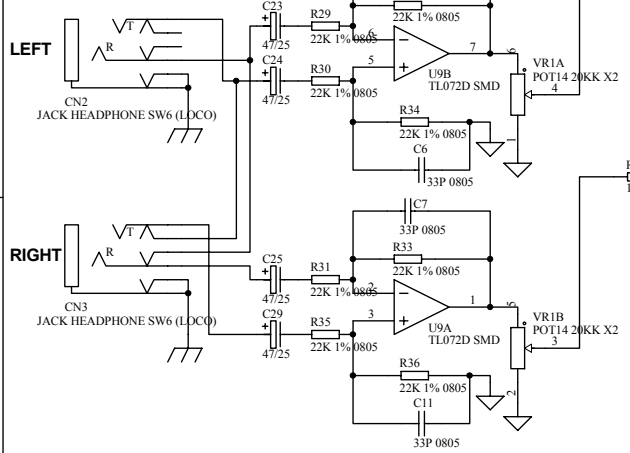 C23
R29
47/25
22K 1% 0805
22K 1% 0805
LEFT
T
R
CN2
JACK HEADPHONE SW6 (LOCO)
C24
R30
47/25
22K 1% 0805
6
5
7
U9B
TL072D SMD
6
VR1A
POT14 20KK X2
4
1
R34
22K 1% 0805
C6
33P 0805
RIGHT
T
R
CN3
JACK HEADPHONE SW6 (LOCO)
C7
33P 0805
R33
22K 1% 0805
C25
R31
47/25
22K 1% 0805
C29
R35
47/25
22K 1% 0805
2
3
1
U9A
TL072D SMD
5
VR1B
POT14 20KK X2
3
2
R36
22K 1% 0805
C11
33P 0805